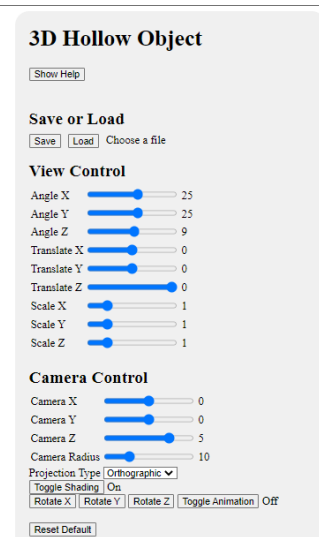 3D Hollow Object
Show Help
Save or Load
Save Load Choose a file
View Control
Angle X 25
Angle Y 25
Angle Z 9
Translate X 0
Translate Y 0
Translate Z 0
Scale X 1
Scale Y 1
Scale Z 1
Camera Control
Camera X 0
Camera Y 0
Camera Z 5
Camera Radius 10
Projection Type Orthographic
Toggle Shading On
Rotate X Rotate Y Rotate Z Toggle Animation Off
Reset Default